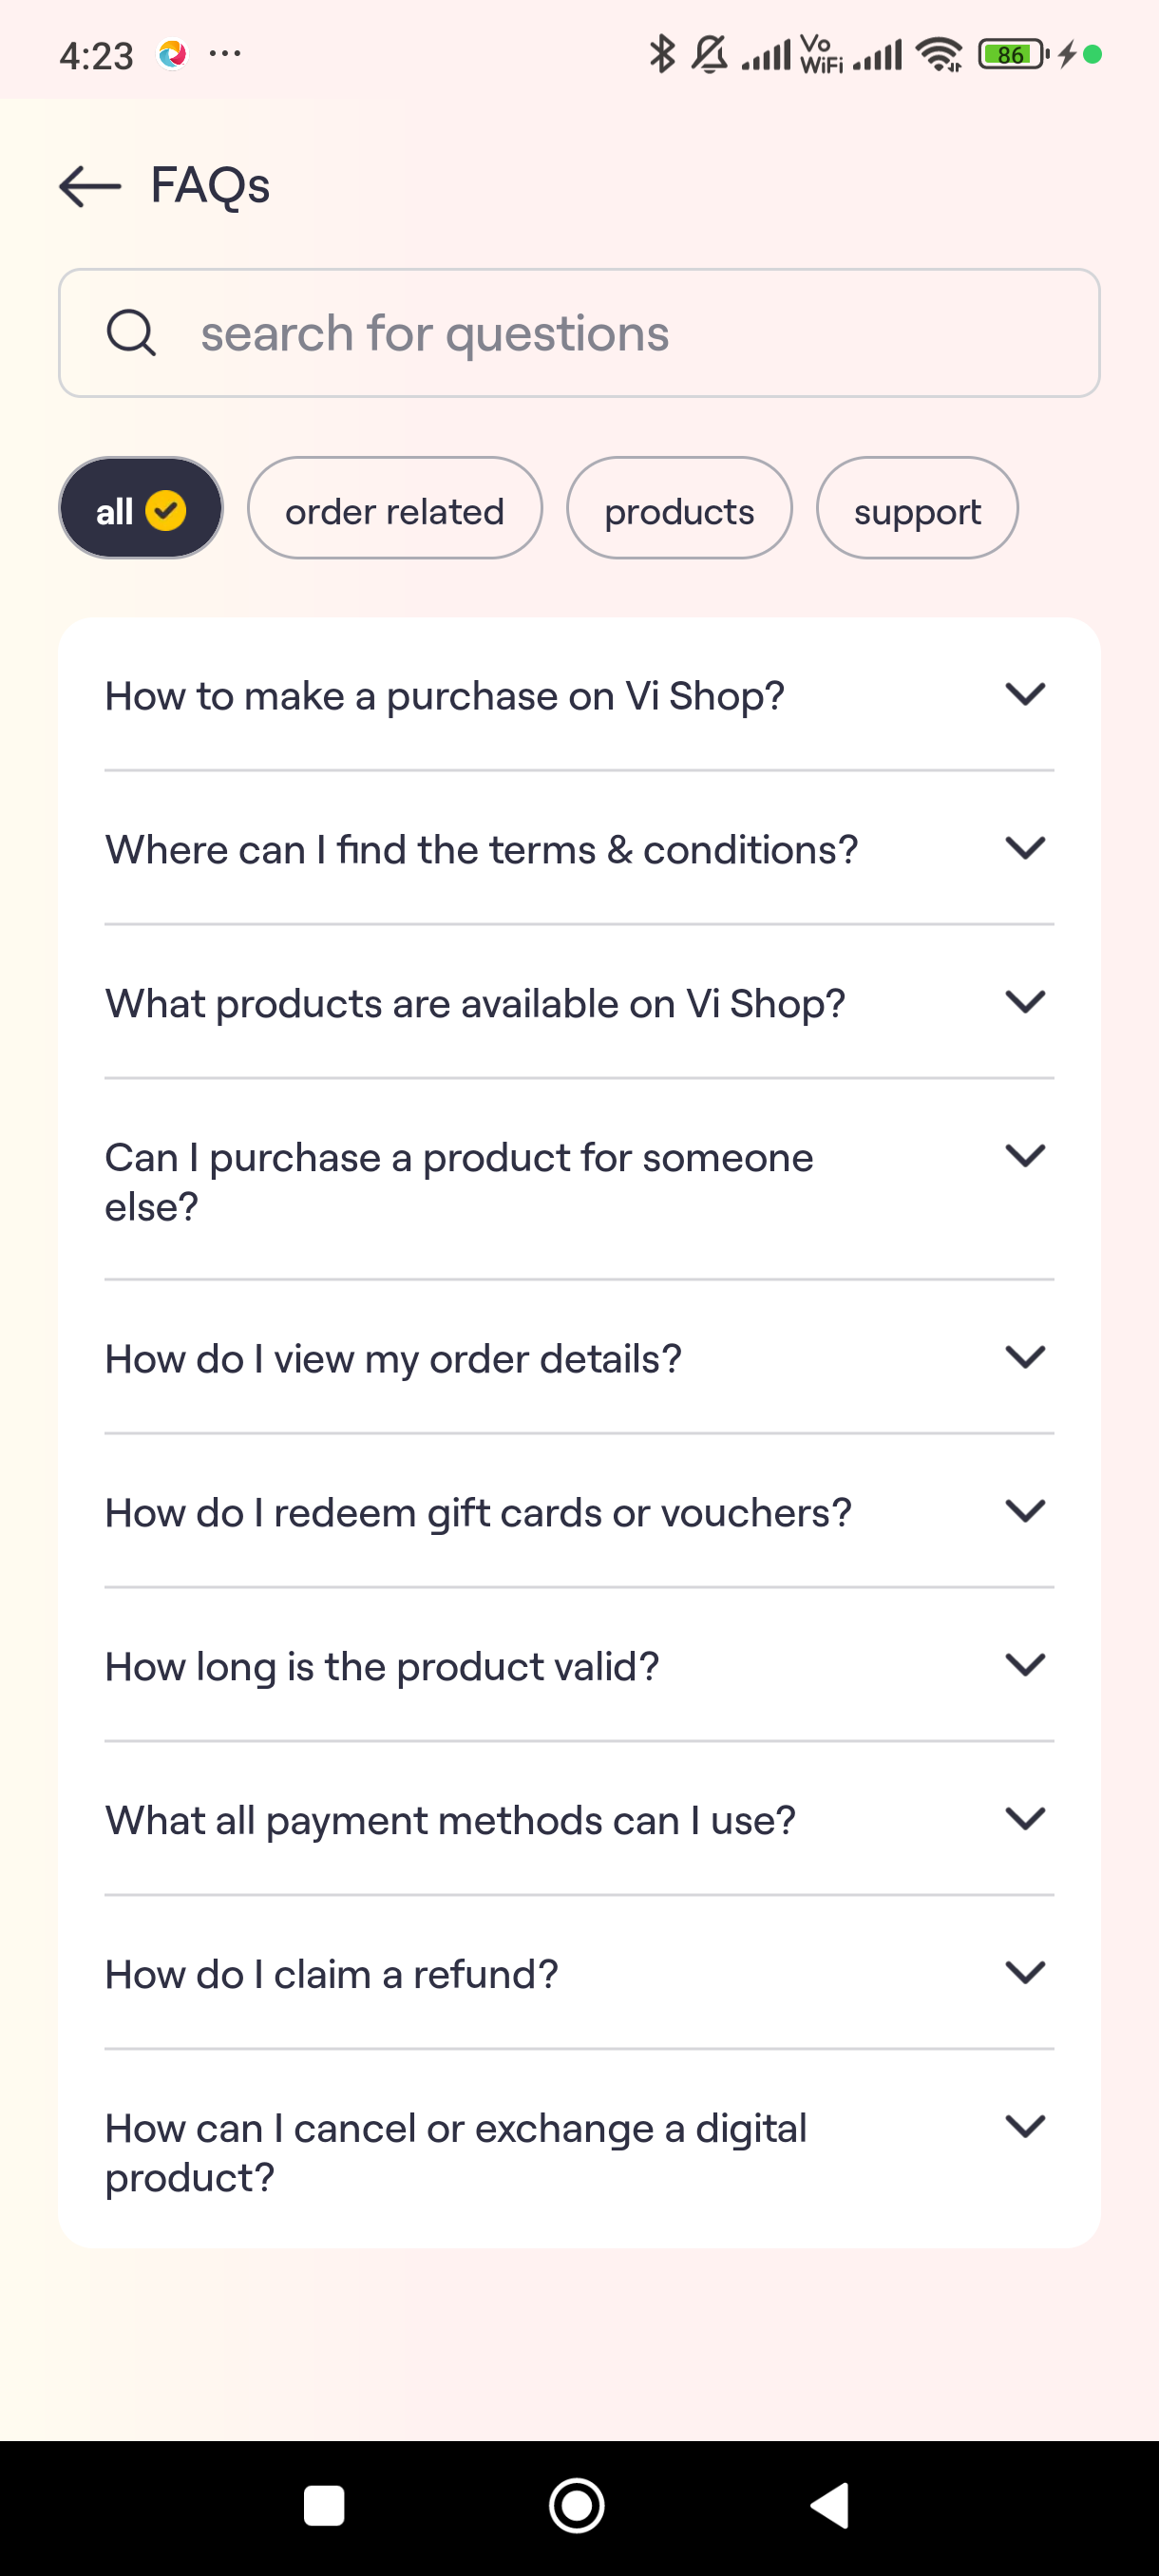 4:23
Vo
WiFi
86
FAQs
search for questions
all
order related
products
support
How to make a purchase on Vi Shop?
Where can I find the terms & conditions?
What products are available on Vi Shop?
Can I purchase a product for someone
else?
How do I view my order details?
How do I redeem gift cards or vouchers?
How long is the product valid?
What all payment methods can I use?
How do I claim a refund?
How can I cancel or exchange a digital
product?